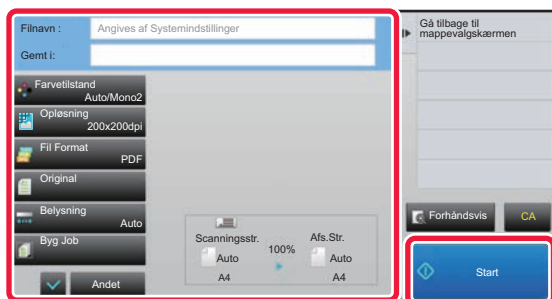 Filnavn :
Angives af Systemindstillinger
Gemt i:
Farvetilstand
Auto/Mono2
Opløsning
200x200dpi
Fil Format
PDF
Original
Belysning
Auto
Byg Job
Andet
Scanningsstr.
Auto
A4
100%
Afs.Str.
Auto
A4
Gå tilbage til
mappevalgskærmen
Forhåndsvis
CA
Start